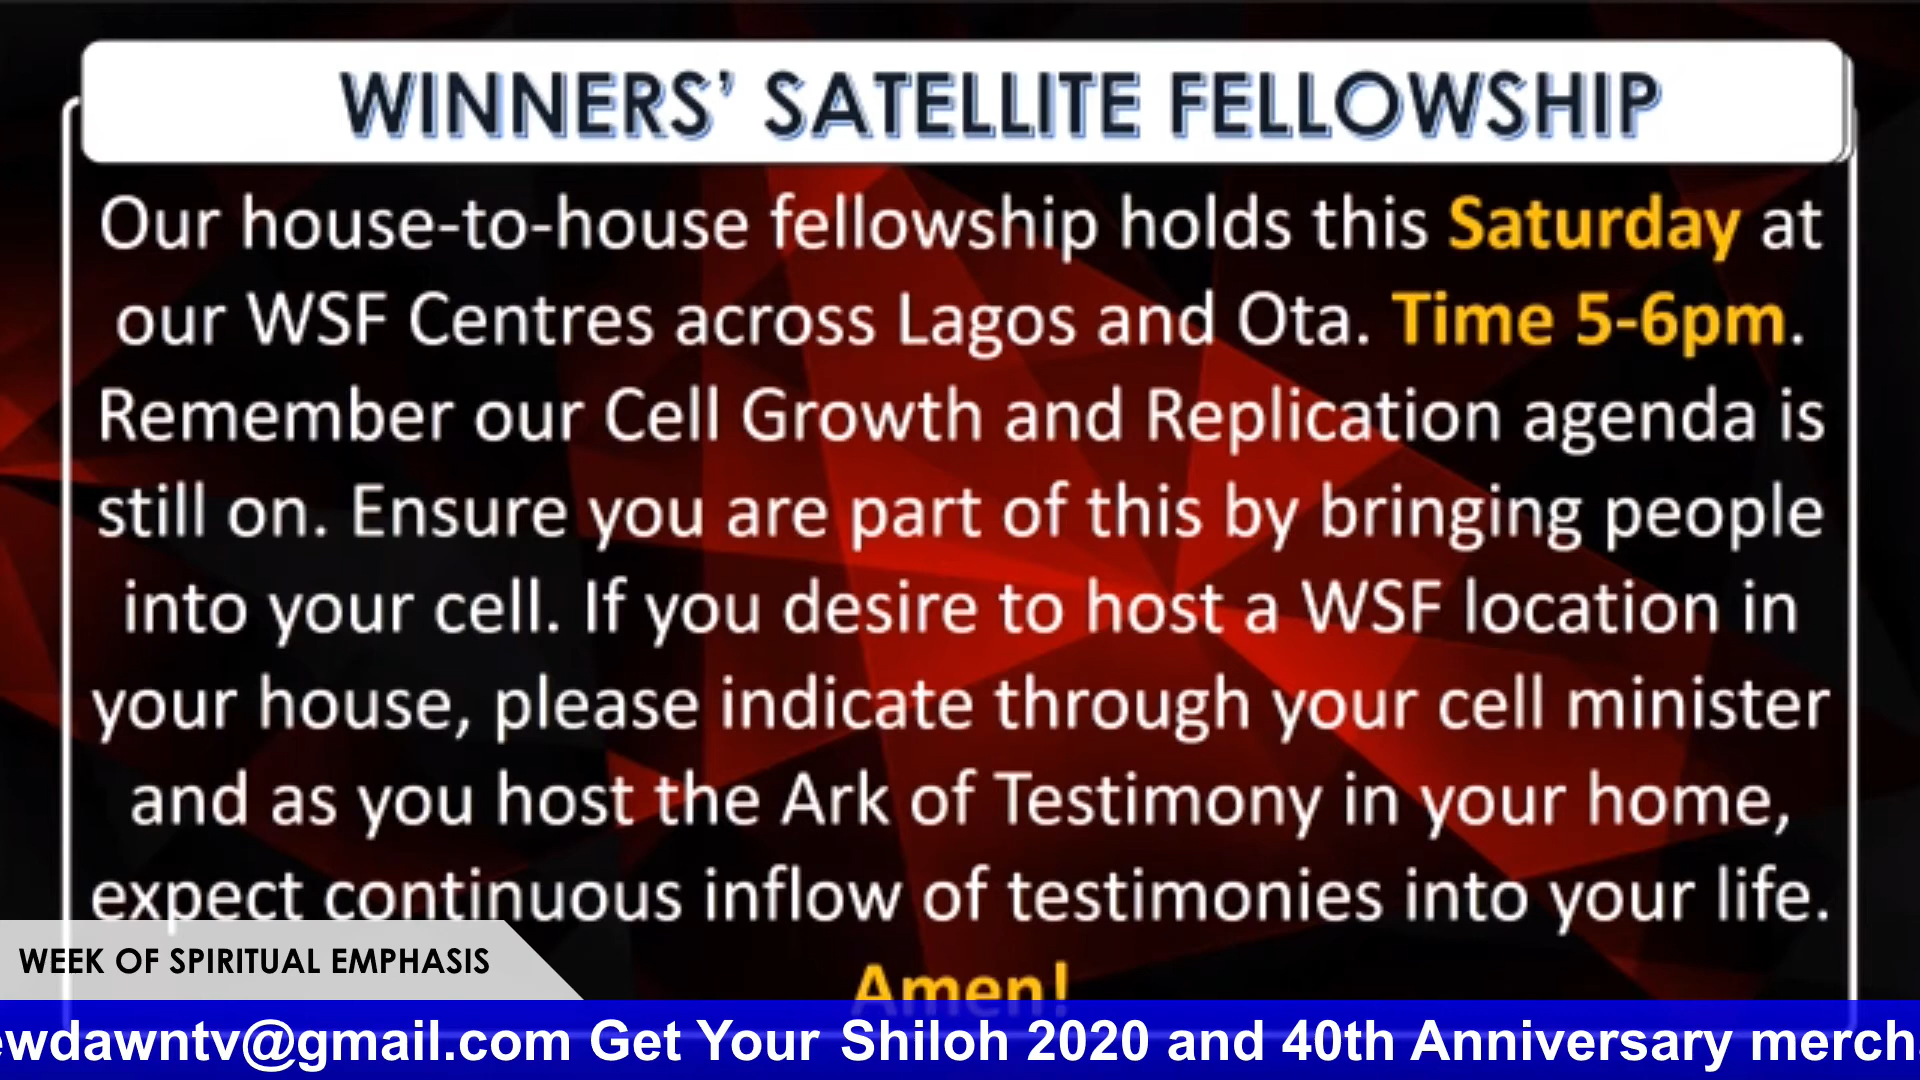 WINNERS’ SATELLITE FELLOWSHIP
Our house-to-house fellowship holds this Saturday at
our WSF Centres across Lagos and Ota. Time 5-6pm.
Remember our Cell Growth and Replication agenda is
still on. Ensure you are part of this by bringing people
into your cell. If you desire to host a WSF location in
your house, please indicate through your cell minister
and as you host the Ark of Testimony in your home,
expect continuous inflow of testimonies into your life.
Amen!
WEEK OF SPIRITUAL EMPHASIS
ewdawntv@gmail.com Get Your Shiloh 2020 and 40th Anniversary merch